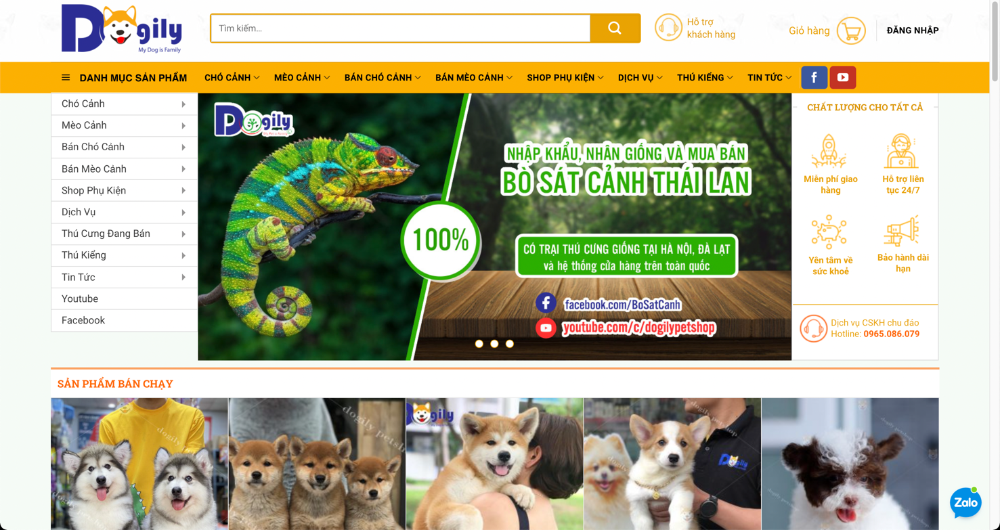 Dogily
My Dog is Family
Tìm kiếm...
Hỗ trợ
khách hàng
Giỏ hàng
ĐĂNG NHẬP
DANH MỤC SẢN PHẨM
CHÓ CẢNH
MÈO CẢNH
BÁN CHÓ CẢNH
BÁN MÈO CẢNH
SHOP PHỤ KIỆN
DỊCH VỤ
THÚ KIỂNG
TIN TỨC
Chó Cảnh
Mèo Cảnh
Bán Chó Cảnh
Bán Mèo Cảnh
Shop Phụ Kiện
Dịch Vụ
Thú Cưng Đang Bán
Thú Kiểng
Tin Tức
Youtube
Facebook
Dogily
NHẬP KHẨU, NHÂN GIỐNG VÀ MUA BÁN
BÒ SÁT CẢNH THÁI LAN
100%
CÓ TRẠI THÚ CƯNG GIỐNG TẠI HÀ NỘI, ĐÀ LẠT
và hệ thống cửa hàng trên toàn quốc
facebook.com/BoSatCanh
youtube.com/c/dogilypetshop
CHẤT LƯỢNG CHO TẤT CẢ
Miễn phí giao
hàng
Hỗ trợ liên
tục 24/7
Yên tâm về
sức khoẻ
Bảo hành dài
hạn
Dịch vụ CSKH chu đáo
Hotline: 0965.086.079
SẢN PHẨM BÁN CHẠY
dogily petshop
dogily petshop
Dogily
Dogily
dogily petshop
Zalo